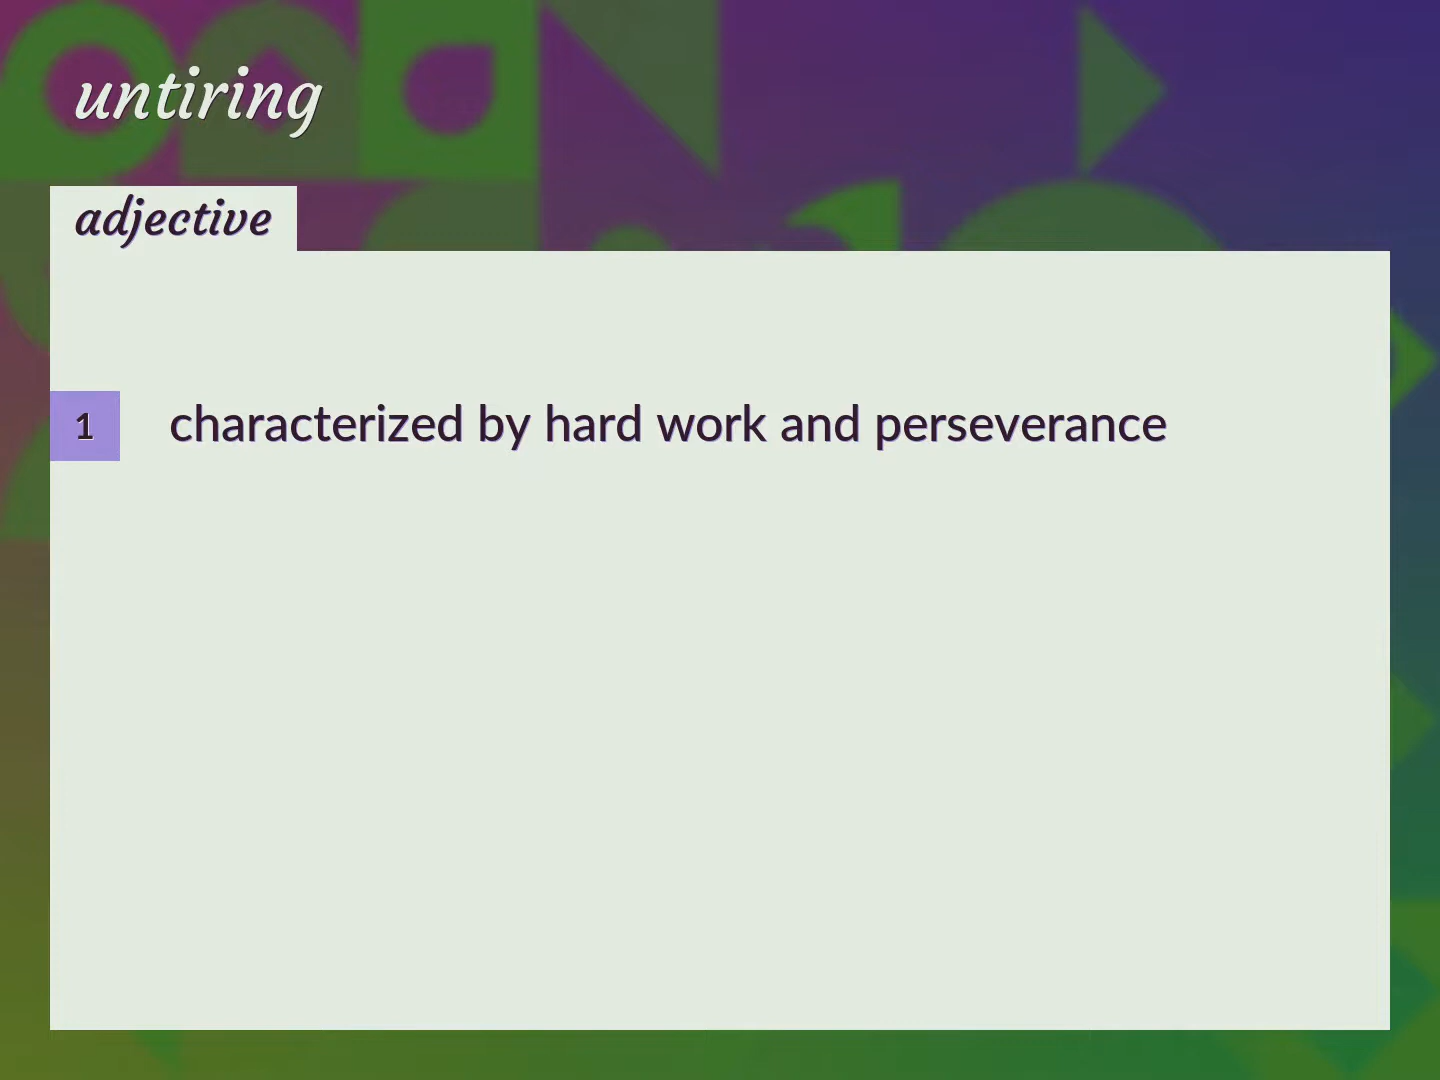 untiring
adjective
1 characterized by hard work and perseverance